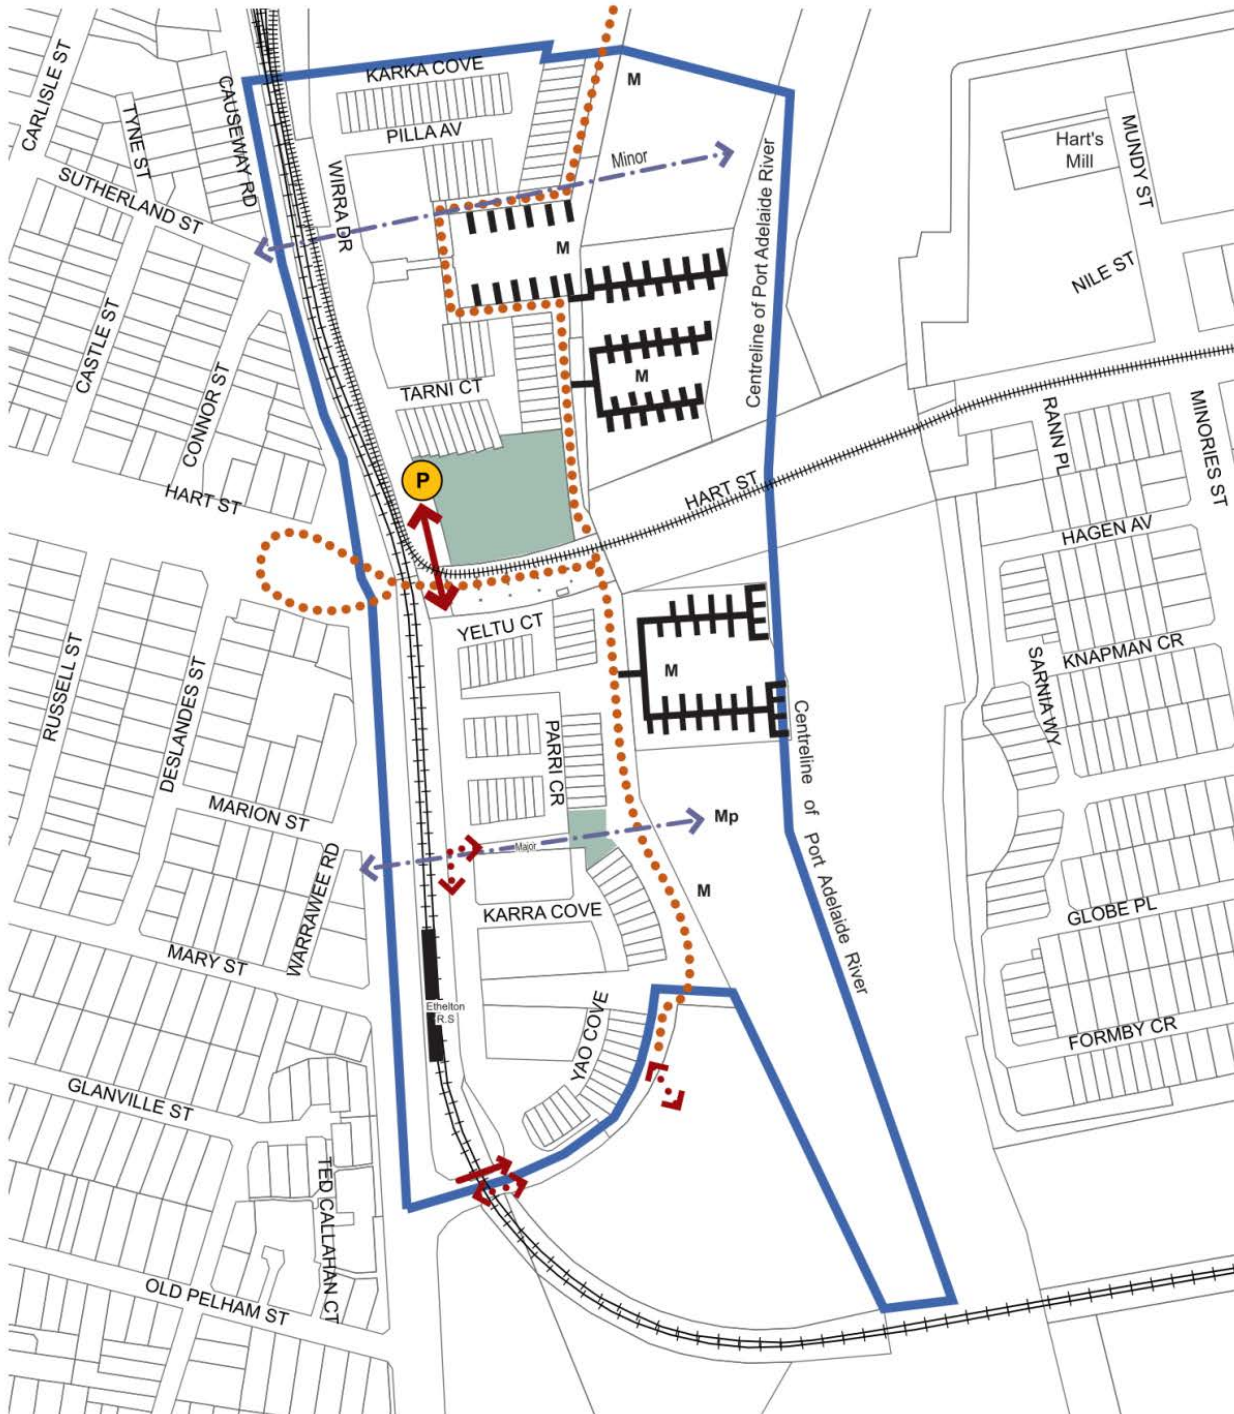 CARLISLE ST
TYNE ST
CAUSEWAY RD
KARKA COVE
M
PILLA AV
Minor
Hart's
Mill
MUNDY ST
SUTHERLAND ST
WIRRA DR
M
Centreline of Port Adelaide River
NILE ST
CASTLE ST
CONNOR ST
TARNI CT
M
RANN PL
MINORIES ST
P
HART ST
HART ST
HAGEN AV
YELTU CT
M
RUSSELL ST
DESLANDES ST
SARNIA WY
KNAPMAN CR
PARRI CR
Centreline of Port Adelaide River
MARION ST
Mp
Major
WARRAWEE RD
M
KARRA COVE
GLOBE PL
MARY ST
Ethelton
R.S
YAO COVE
FORMBY CR
GLANVILLE ST
TED CALLAHAN CT
OLD PELHAM ST